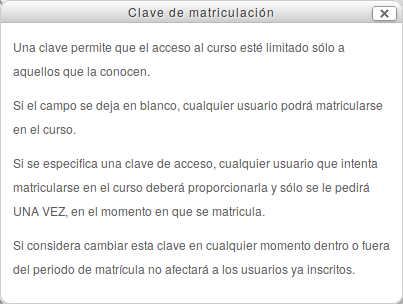 Clave de matriculación
Una clave permite que el acceso al curso esté limitado sólo a
aquellos que la conocen.
Si el campo se deja en blanco, cualquier usuario podrá matricularse
en el curso.
Si se especifica una clave de acceso, cualquier usuario que intenta
matricularse en el curso deberá proporcionarla y sólo se le pedirá
UNA VEZ, en el momento en que se matricula.
Si considera cambiar esta clave en cualquier momento dentro o fuera
del periodo de matrícula no afectará a los usuarios ya inscritos.